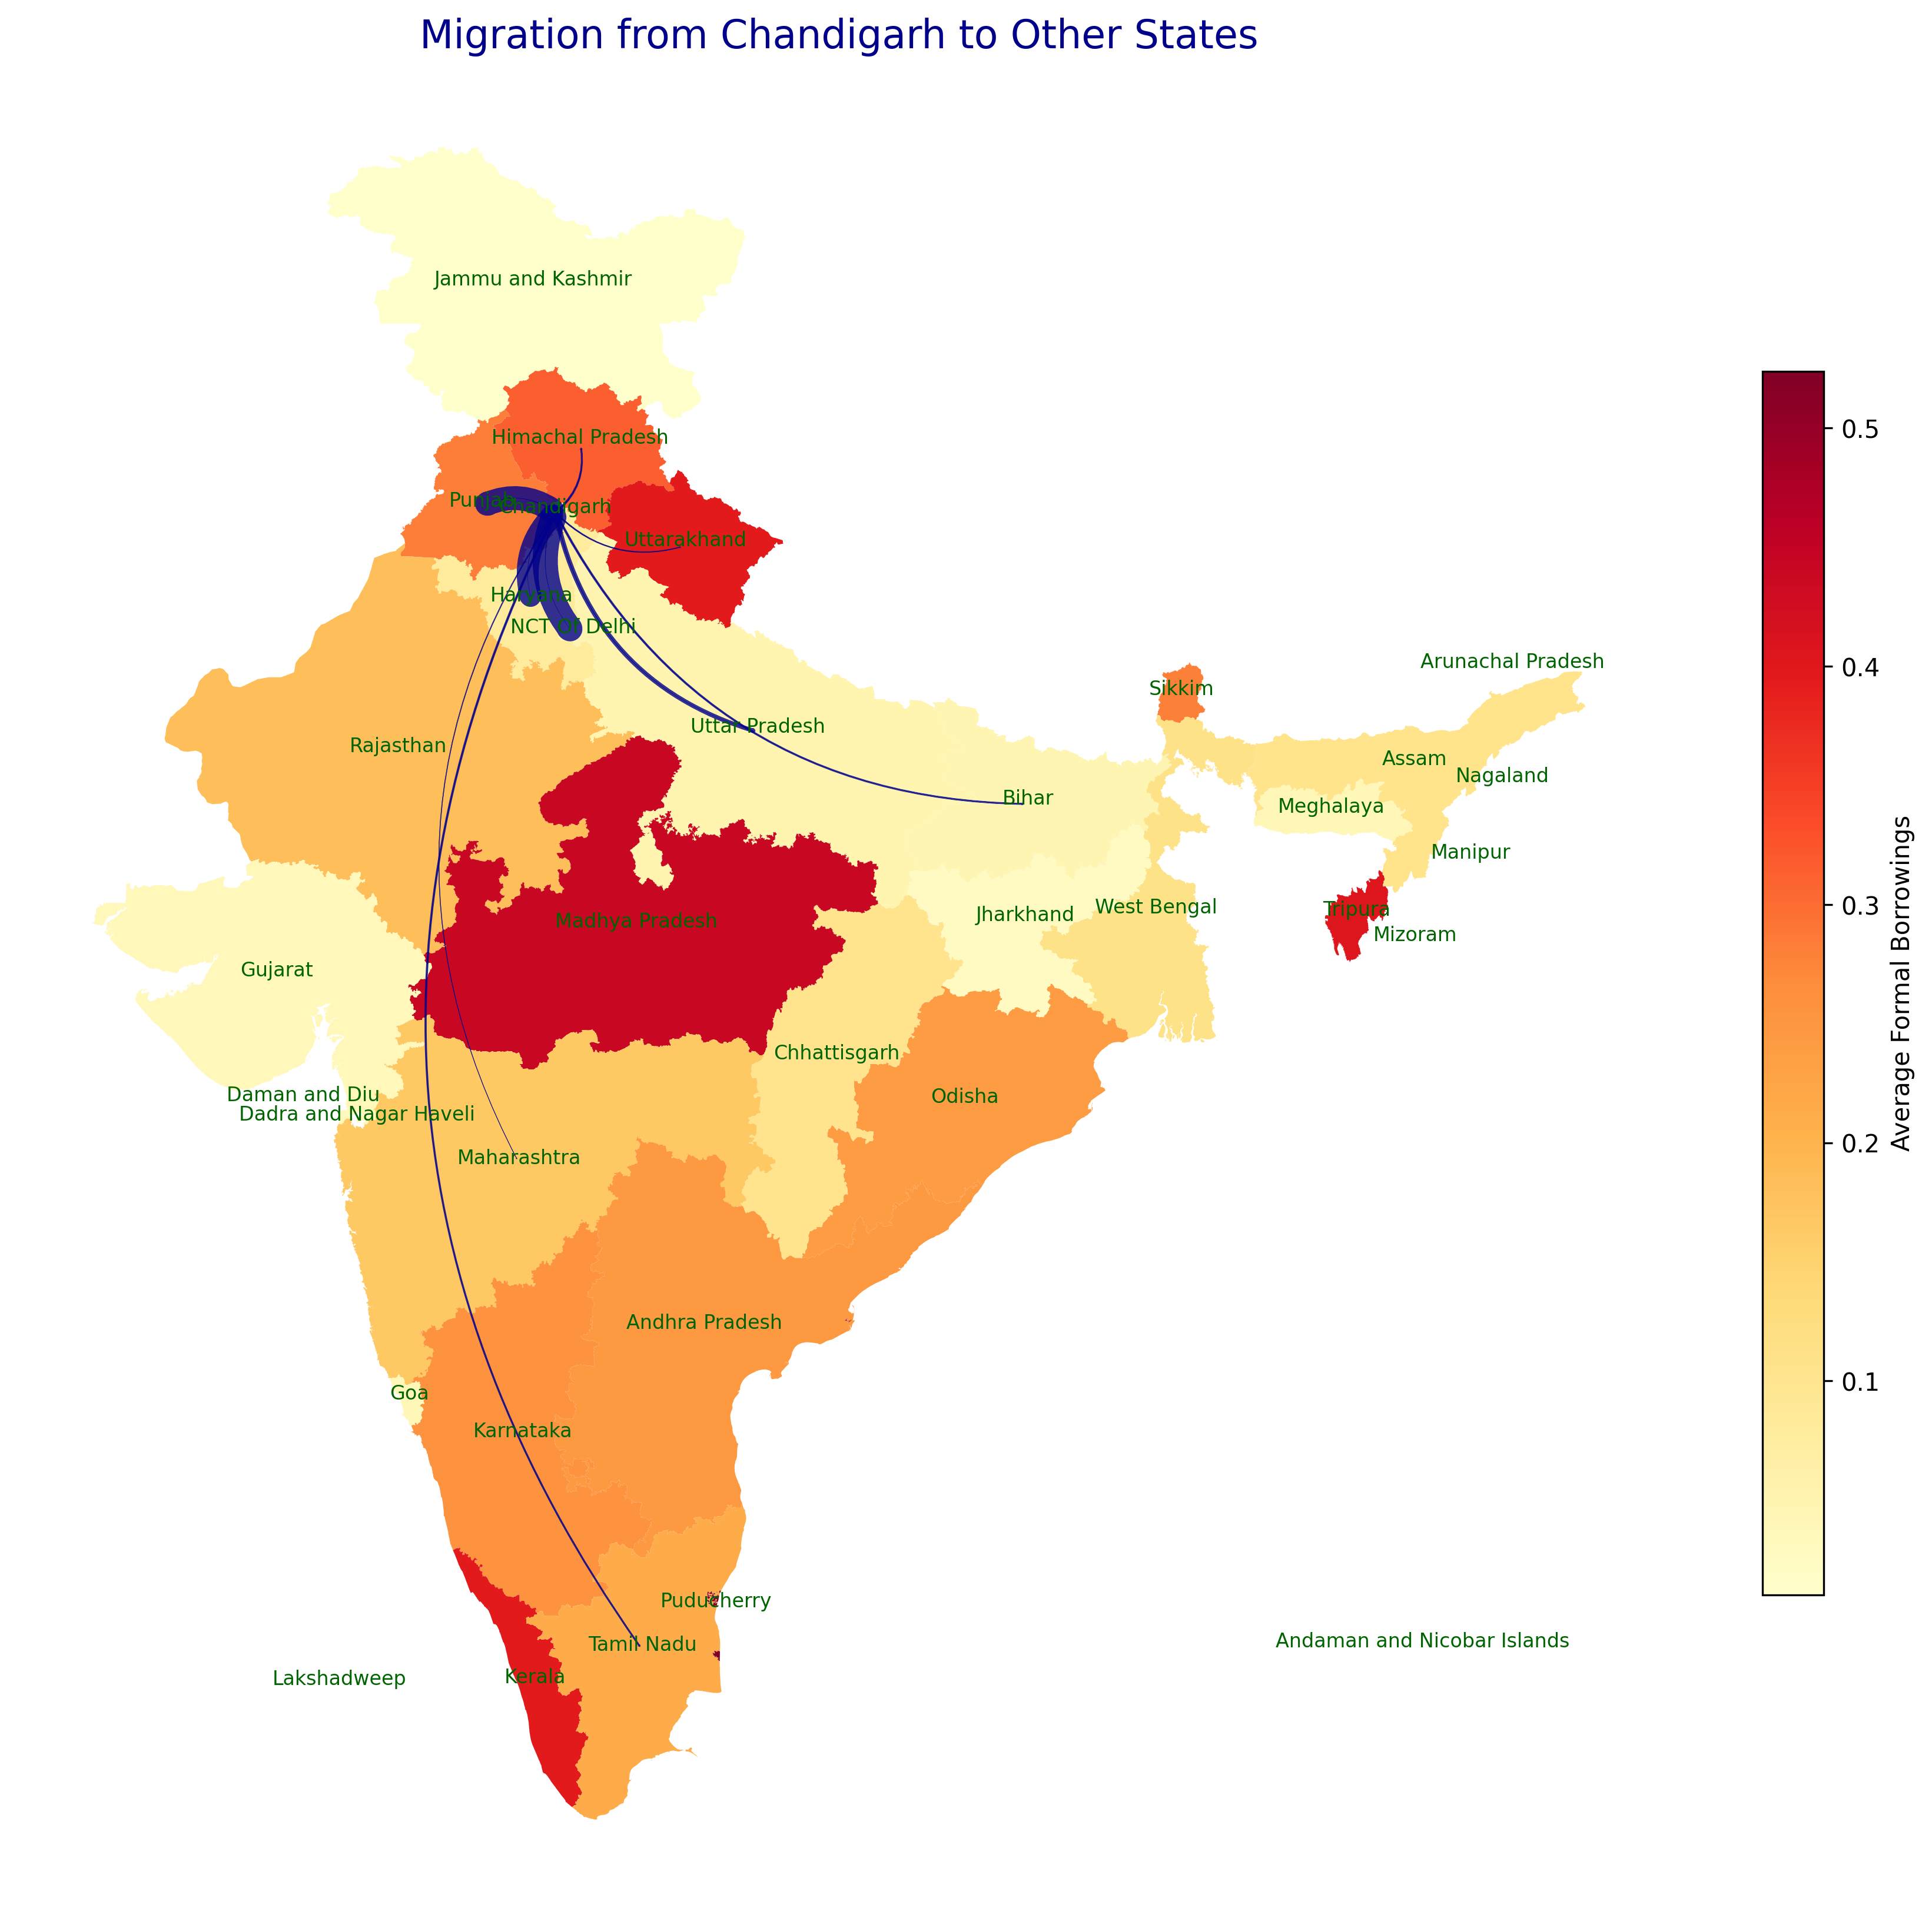 Migration from Chandigarh to Other States
Jammu and Kashmir
Himachal Pradesh
Punjab
Chandigarh
Uttarakhand
Haryana
NCT Of Delhi
Arunachal Pradesh
Sikkim
Uttar Pradesh
Rajasthan
Assam
Nagaland
Bihar
Meghalaya
Manipur
Madhya Pradesh
Jharkhand
West Bengal
Tripura
Mizoram
Gujarat
Chhattisgarh
Odisha
Daman and Diu
Dadra and Nagar Haveli
Maharashtra
Andhra Pradesh
Goa
Karnataka
Puducherry
Tamil Nadu
Andaman and Nicobar Islands
Lakshadweep
Kerala
0.5
0.4
0.3
0.2
0.1
Average Formal Borrowings